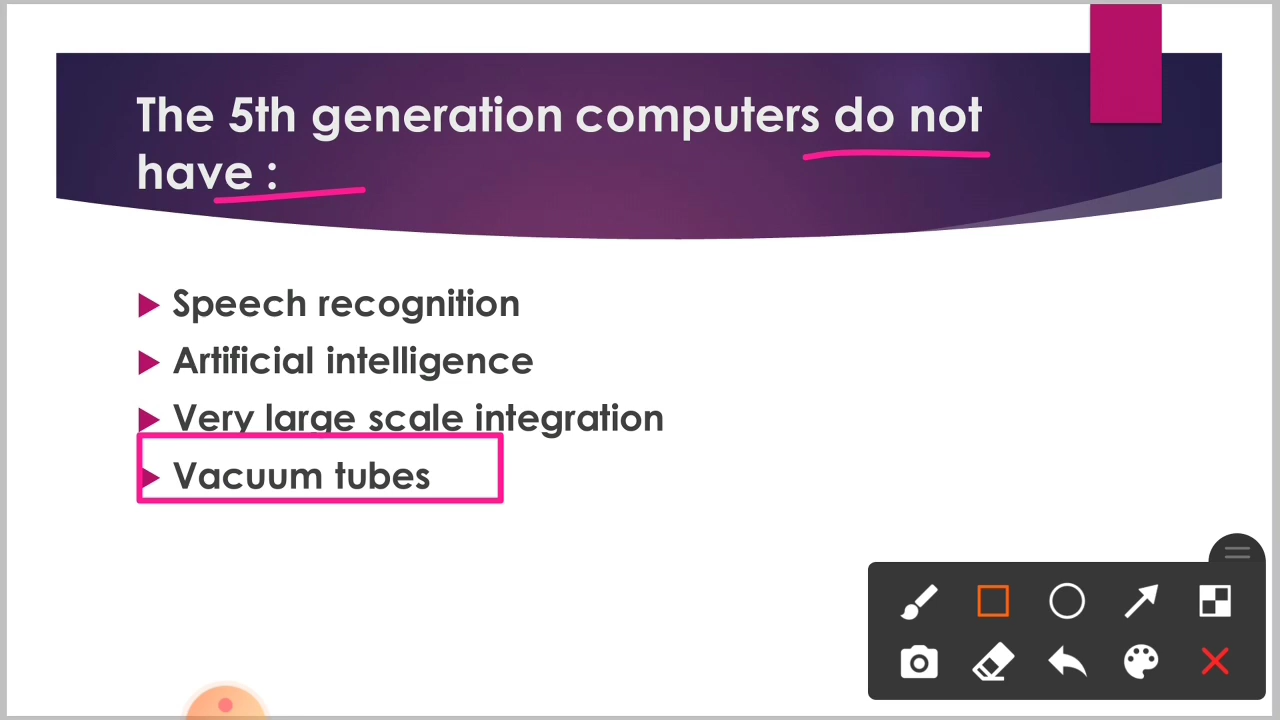 The 5th generation computers do not
have :
Speech recognition
Artificial intelligence
Very large scale integration
Vacuum tubes